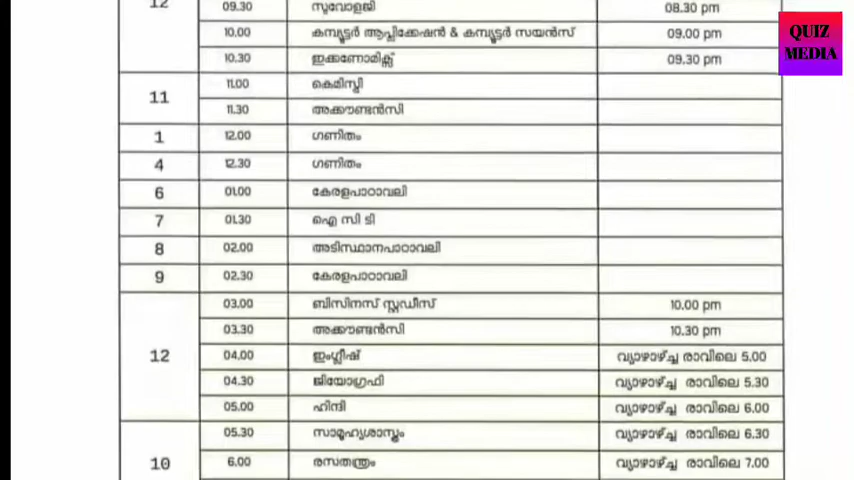 12 09.30 സുവോളജി 08.30 pm
10.00 കമ്പ്യൂട്ടർ ആപ്ലിക്കേഷൻ & കമ്പ്യൂട്ടർ സയൻസ് 09.00 pm
10.30 ഇക്കണോമിക്സ് 09.30 pm
QUIZ
MEDIA
11 11.00 കെമിസ്ട്രി
11.30 അക്കൗണ്ടൻസി
1 12.00 ഗണിതം
4 12.30 ഗണിതം
6 01.00 കേരളപാഠാവലി
7 01.30 ഐ സി ടി
8 02.00 അടിസ്ഥാനപാഠാവലി
9 02.30 കേരളപാഠാവലി
12 03.00 ബിസിനസ് സ്റ്റഡീസ് 10.00 pm
03.30 അക്കൗണ്ടൻസി 10.30 pm
04.00 ഇംഗ്ലീഷ് വ്യാഴാഴ്ച്ച രാവിലെ 5.00
04.30 ജിയോഗ്രഫി വ്യാഴാഴ്ച്ച രാവിലെ 5.30
05.00 ഹിന്ദി വ്യാഴാഴ്ച്ച രാവിലെ 6.00
10 05.30 സാമൂഹ്യശാസ്ത്രം വ്യാഴാഴ്ച്ച രാവിലെ 6.30
6.00 രസതന്ത്രം വ്യാഴാഴ്ച്ച രാവിലെ 7.00